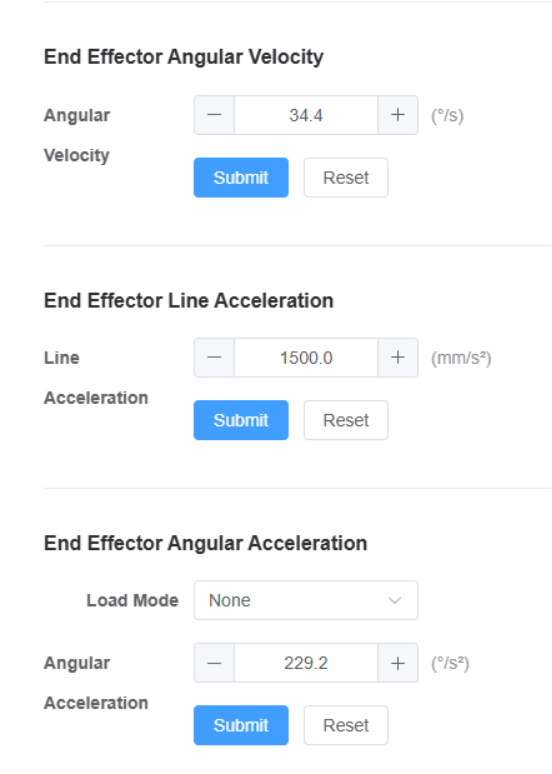 End Effector Angular Velocity
Angular Velocity
— 34.4 + (°/s)
Submit Reset
End Effector Line Acceleration
Line Acceleration
— 1500.0 + (mm/s²)
Submit Reset
End Effector Angular Acceleration
Load Mode None
Angular Acceleration
— 229.2 + (°/s²)
Submit Reset